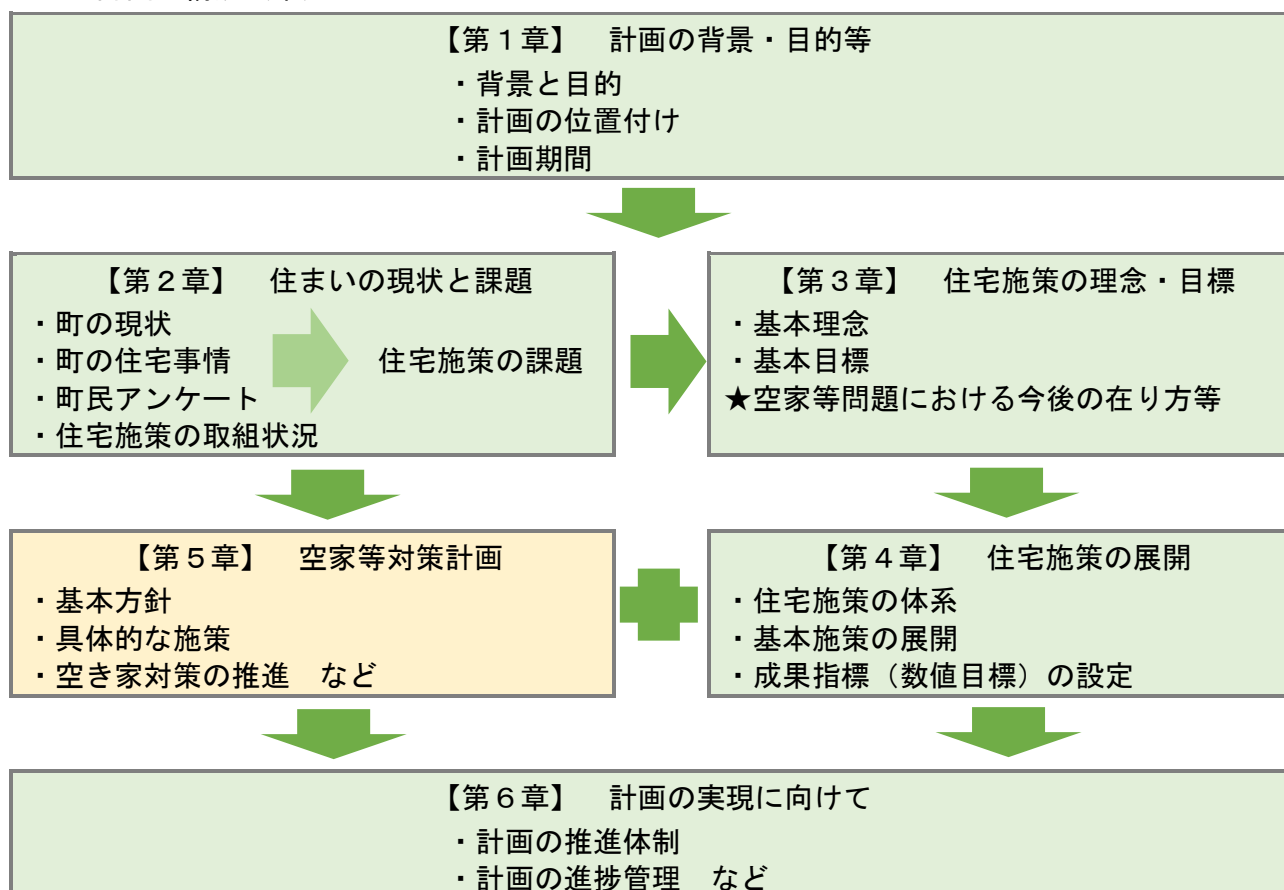 【第１章】　計画の背景・目的等
・背景と目的
・計画の位置付け
・計画期間
【第２章】　住まいの現状と課題
・町の現状
・町の住宅事情
・町民アンケート
・住宅施策の取組状況
住宅施策の課題
【第３章】　住宅施策の理念・目標
・基本理念
・基本目標
★空家等問題における今後の在り方等
【第５章】　空家等対策計画
・基本方針
・具体的な施策
・空き家対策の推進　など
【第４章】　住宅施策の展開
・住宅施策の体系
・基本施策の展開
・成果指標（数値目標）の設定
【第６章】　計画の実現に向けて
・計画の推進体制
・計画の進捗管理　など